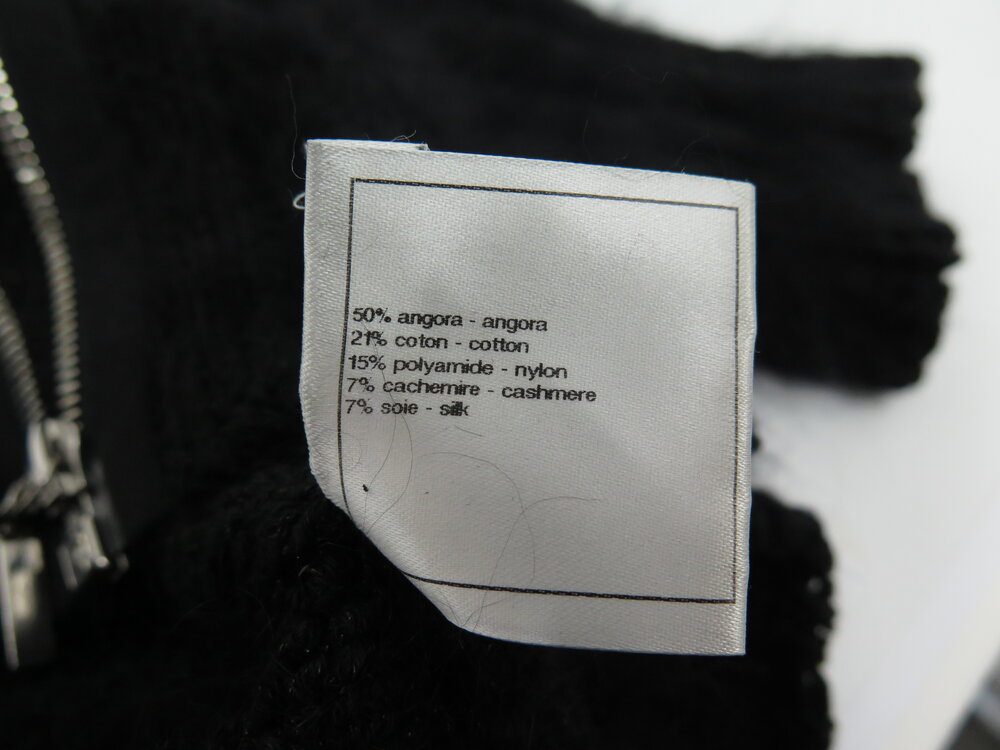 50% angora - angora
21% coton - cotton
15% polyamide - nylon
7% cachemire - cashmere
7% soie - silk